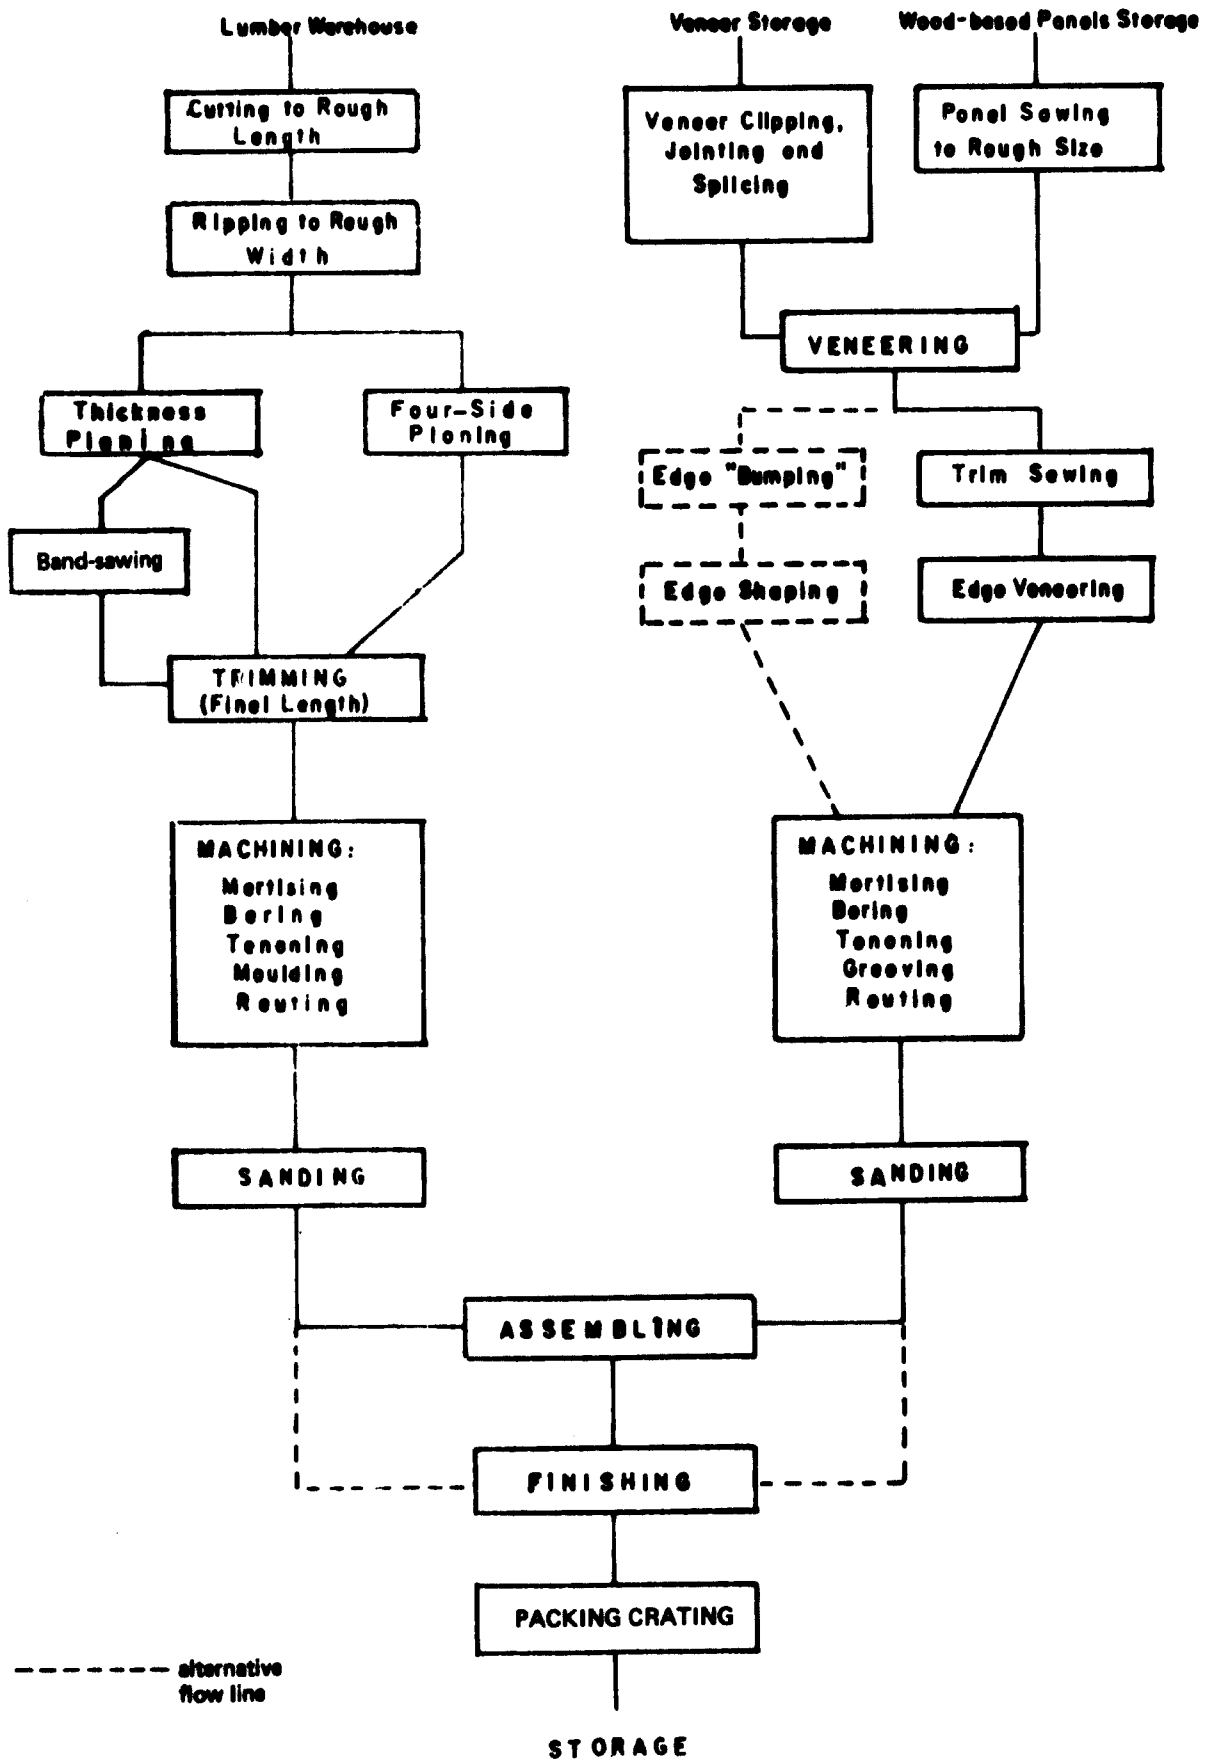 Lumber Warehouse
Veneer Storage
Wood-based Panels Storage
Cutting to Rough
Length
Veneer Clipping,
Jointing and
Splicing
Panel Sawing
to Rough Size
Ripping to Rough
Width
VENEERING
Thickness
Planing
Four-Side
Planing
Edge "Bumping"
Trim Sawing
Band-sawing
Edge Shaping
Edge Veneering
TRIMMING
(Final Length)
MACHINING:
Mortising
Boring
Tenoning
Moulding
Routing
MACHINING:
Mortising
Boring
Tenoning
Grooving
Routing
SANDING
SANDING
ASSEMBLING
FINISHING
PACKING CRATING
alternative
flow line
STORAGE